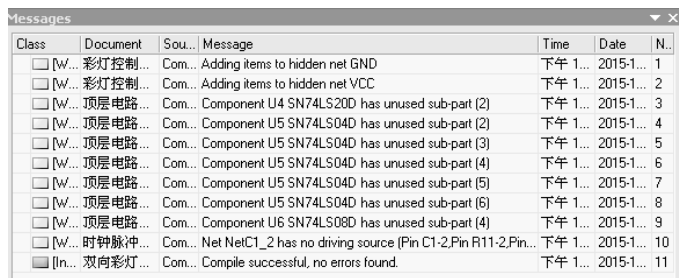 Messages
Class Document Sou... Message Time Date N..
[W... 彩灯控制... Com... Adding items to hidden net GND 下午 1... 2015-1... 1
[W... 彩灯控制... Com... Adding items to hidden net VCC 下午 1... 2015-1... 2
[W... 顶层电路... Com... Component U4 SN74LS20D has unused sub-part (2) 下午 1... 2015-1... 3
[W... 顶层电路... Com... Component U5 SN74LS04D has unused sub-part (2) 下午 1... 2015-1... 4
[W... 顶层电路... Com... Component U5 SN74LS04D has unused sub-part (3) 下午 1... 2015-1... 5
[W... 顶层电路... Com... Component U5 SN74LS04D has unused sub-part (4) 下午 1... 2015-1... 6
[W... 顶层电路... Com... Component U5 SN74LS04D has unused sub-part (5) 下午 1... 2015-1... 7
[W... 顶层电路... Com... Component U5 SN74LS04D has unused sub-part (6) 下午 1... 2015-1... 8
[W... 顶层电路... Com... Component U6 SN74LS08D has unused sub-part (4) 下午 1... 2015-1... 9
[W... 时钟脉冲... Com... Net NetC1_2 has no driving source (Pin C1-2,Pin R11-2,Pin... 下午 1... 2015-1... 10
[In... 双向彩灯... Com... Compile successful, no errors found. 下午 1... 2015-1... 11